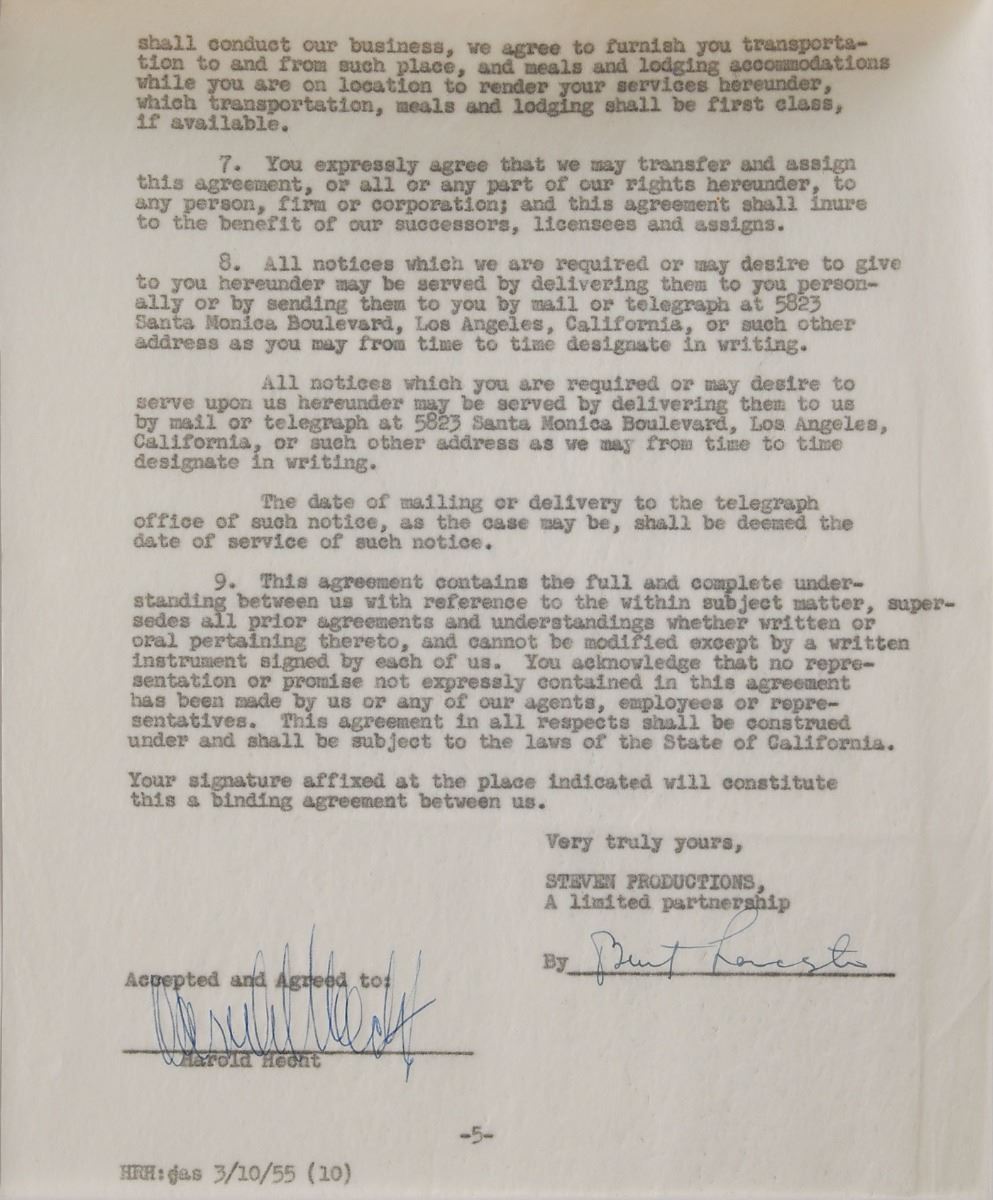 shall conduct our business, we agree to furnish you transporta-
tion to and from such place, and meals and lodging accommodations
while you are on location to render your services hereunder,
which transportation, meals and lodging shall be first class,
if available.
7. You expressly agree that we may transfer and assign
this agreement, or all or any part of our rights hereunder, to
any person, firm or corporation; and this agreement shall inure
to the benefit of our successors, licensees and assigns.
8. All notices which we are required or may desire to give
to you hereunder may be served by delivering them to you person-
ally or by sending them to you by mail or telegraph at 5823
Santa Monica Boulevard, Los Angeles, California, or such other
address as you may from time to time designate in writing.
All notices which you are required or may desire to
serve upon us hereunder may be served by delivering them to us
by mail or telegraph at 5823 Santa Monica Boulevard, Los Angeles,
California, or such other address as we may from time to time
designate in writing.
The date of mailing or delivery to the telegraph
office of such notice, as the case may be, shall be deemed the
date of service of such notice.
9. This agreement contains the full and complete under-
standing between us with reference to the within subject matter, super-
sedes all prior agreements and understandings whether written or
oral pertaining thereto, and cannot be modified except by a written
instrument signed by each of us. You acknowledge that no repre-
sentation or promise not expressly contained in this agreement
has been made by us or any of our agents, employees or repre-
sentatives. This agreement in all respects shall be construed
under and shall be subject to the laws of the State of California.
Your signature affixed at the place indicated will constitute
this a binding agreement between us.
Very truly yours,
STEVEN PRODUCTIONS,
A limited partnership
By Burt Lancaster
Accepted and Agreed to:
Harold Hecht
Harold Hecht
-5-
HRH:gas 3/10/55 (10)